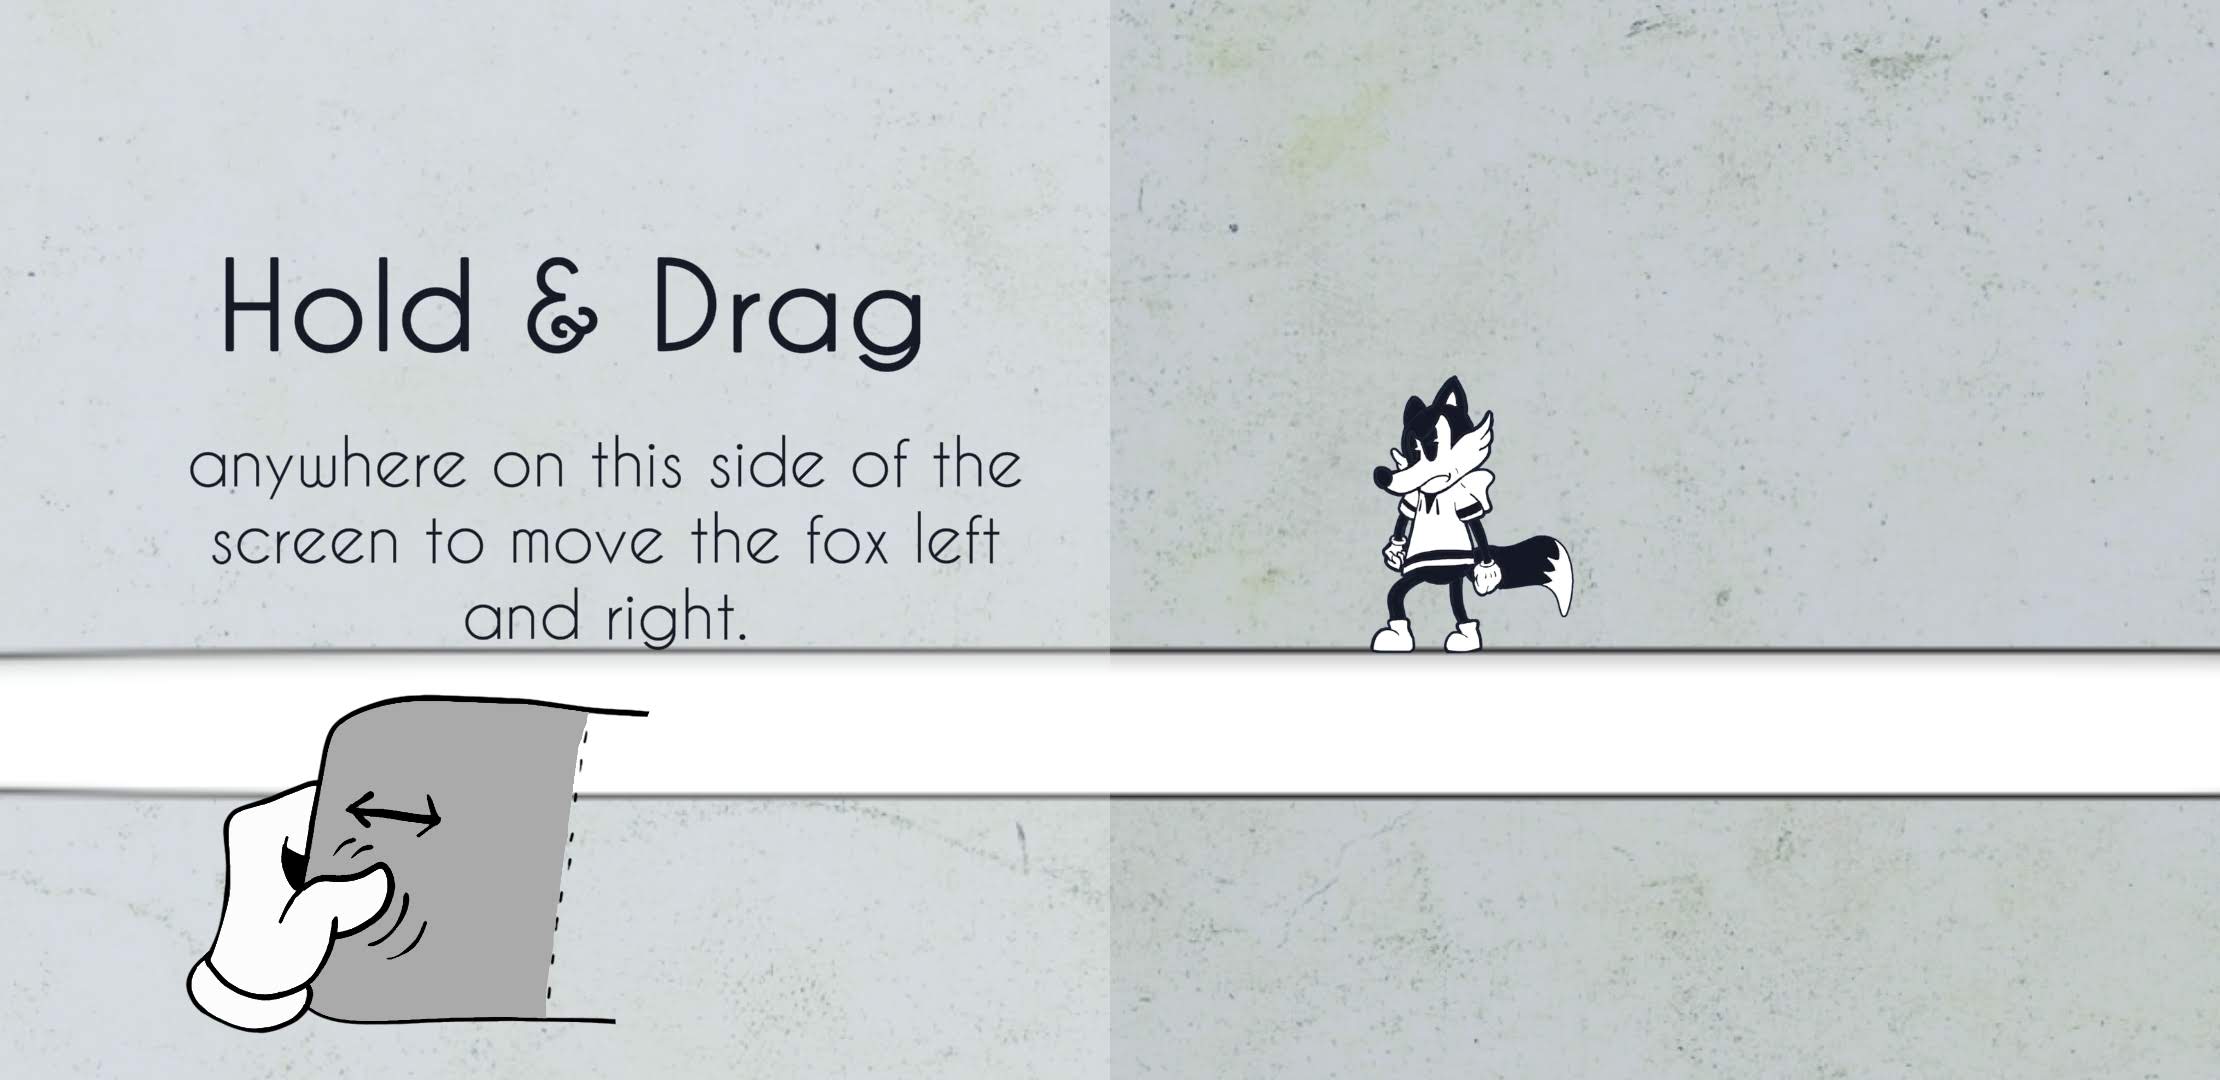 Hold & Drag
anywhere on this side of the
screen to move the fox left
and right.